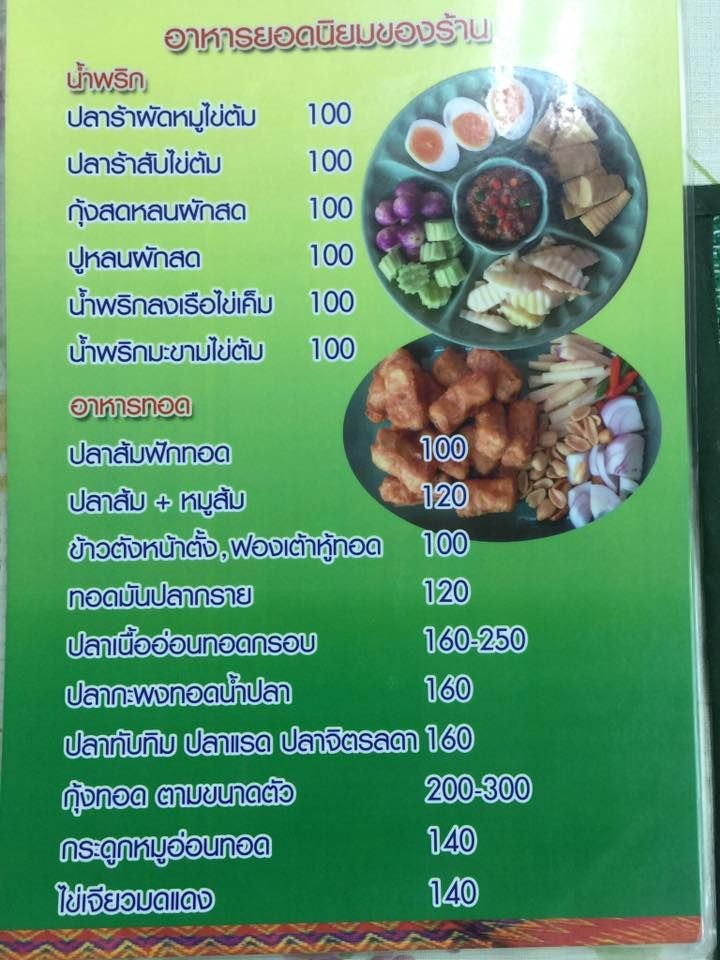 อาหารยอดนิยมของร้าน
น้ำพริก
ปลาร้าผัดหมูไข่ต้ม 100
ปลาร้าสับไข่ต้ม 100
กุ้งสดหลนผักสด 100
ปูหลนผักสด 100
น้ำพริกลงเรือไข่เค็ม 100
น้ำพริกมะขามไข่ต้ม 100
อาหารทอด
ปลาส้มฟักทอด 100
ปลาส้ม + หมูส้ม 120
ข้าวตังหน้าตั้ง,ฟองเต้าหู้ทอด 100
ทอดมันปลากราย 120
ปลาเนื้ออ่อนทอดกรอบ 160-250
ปลากะพงทอดน้ำปลา 160
ปลาทับทิม ปลาแรด ปลาจิตรลดา 160
กุ้งทอด ตามขนาดตัว 200-300
กระดูกหมูอ่อนทอด 140
ไข่เจียวมดแดง 140